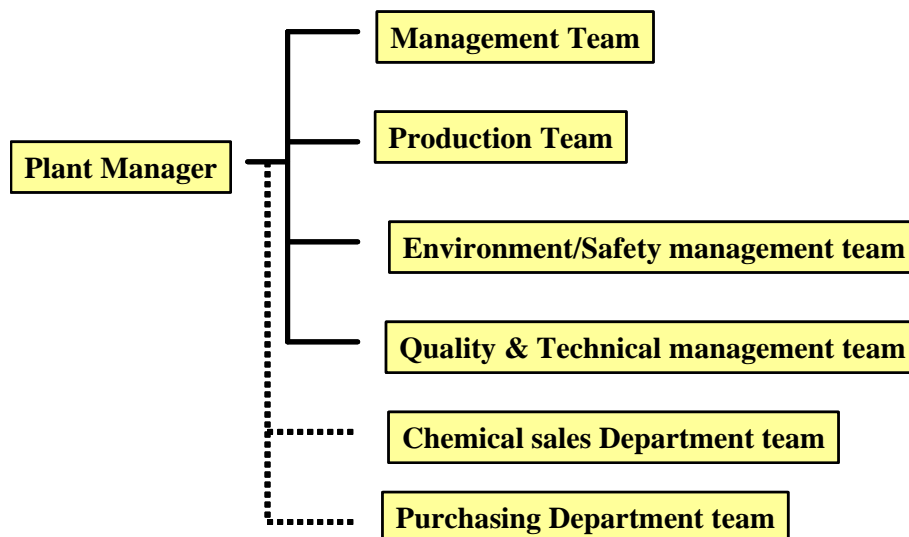 Management Team
Production Team
Plant Manager
Environment/Safety management team
Quality & Technical management team
Chemical sales Department team
Purchasing Department team